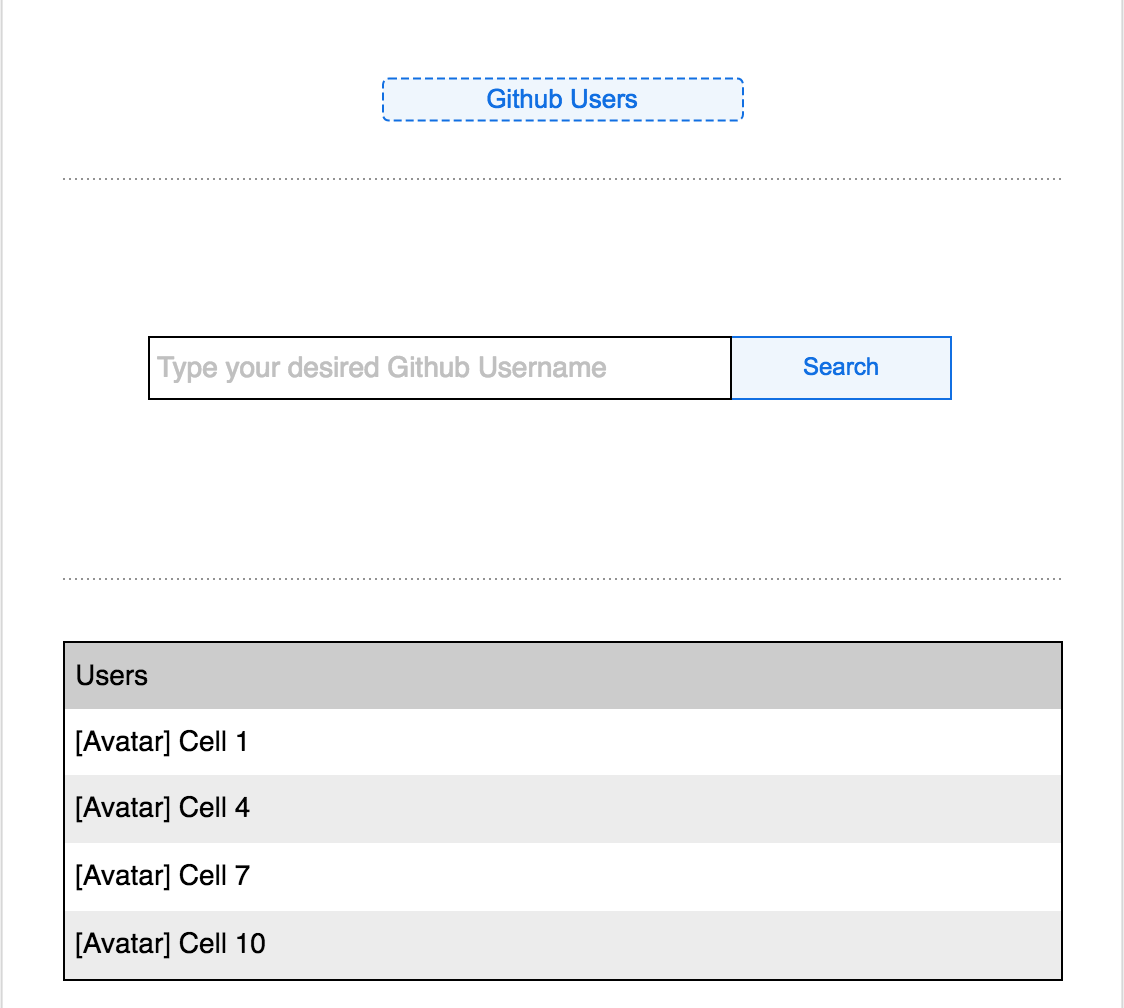 Github Users
Type your desired Github Username
Search
Users
[Avatar] Cell 1
[Avatar] Cell 4
[Avatar] Cell 7
[Avatar] Cell 10